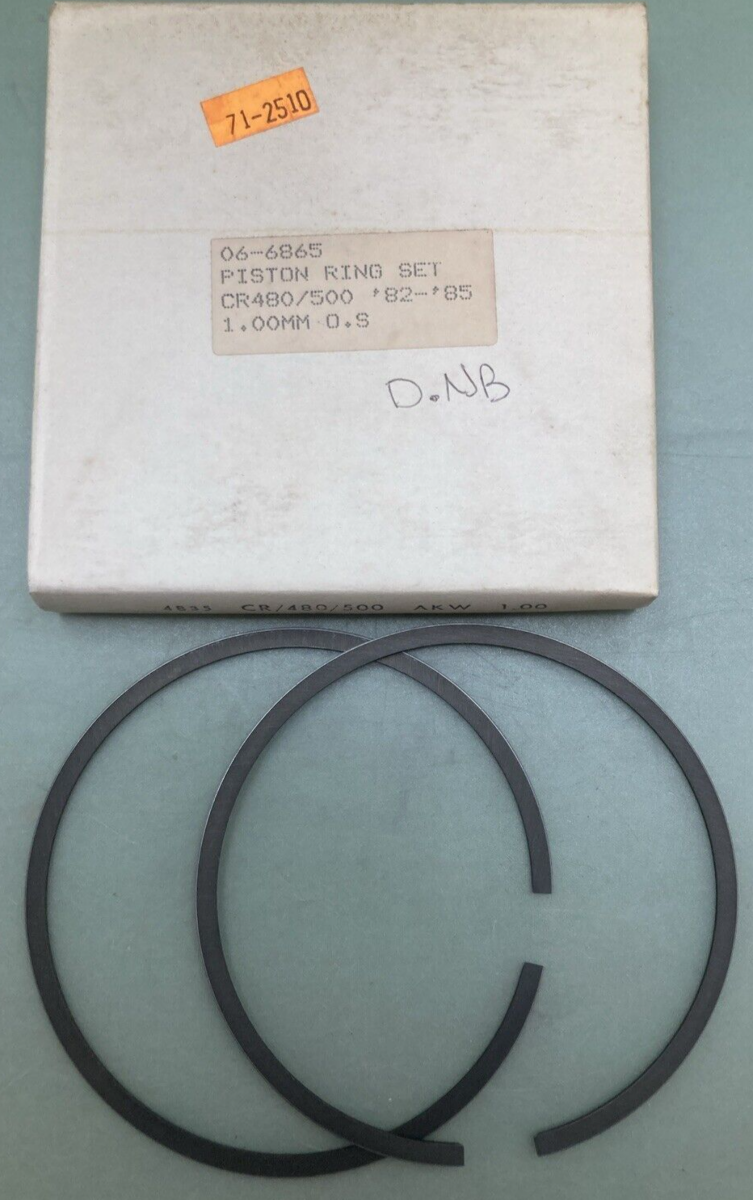 71-2510
06-6865
PISTON RING SET
CR480/500 '82-'85
1.00MM O.S
D.NB
4835 CR/480/500 AKW 1.00